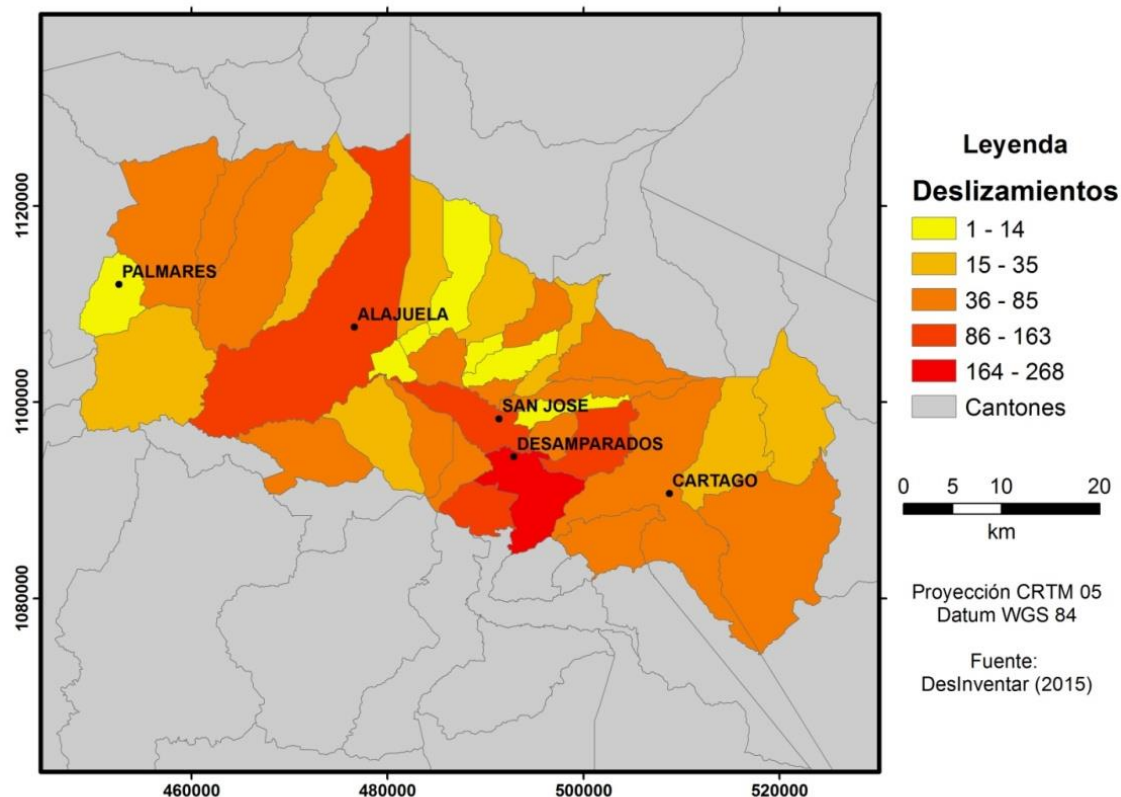 1120000
1100000
1080000
460000
480000
500000
520000
PALMARES
ALAJUELA
SAN JOSE
DESAMPARADOS
CARTAGO
Leyenda
Deslizamientos
1 - 14
15 - 35
36 - 85
86 - 163
164 - 268
Cantones
0 5 10 20
km
Proyección CRTM 05
Datum WGS 84
Fuente:
DesInventar (2015)